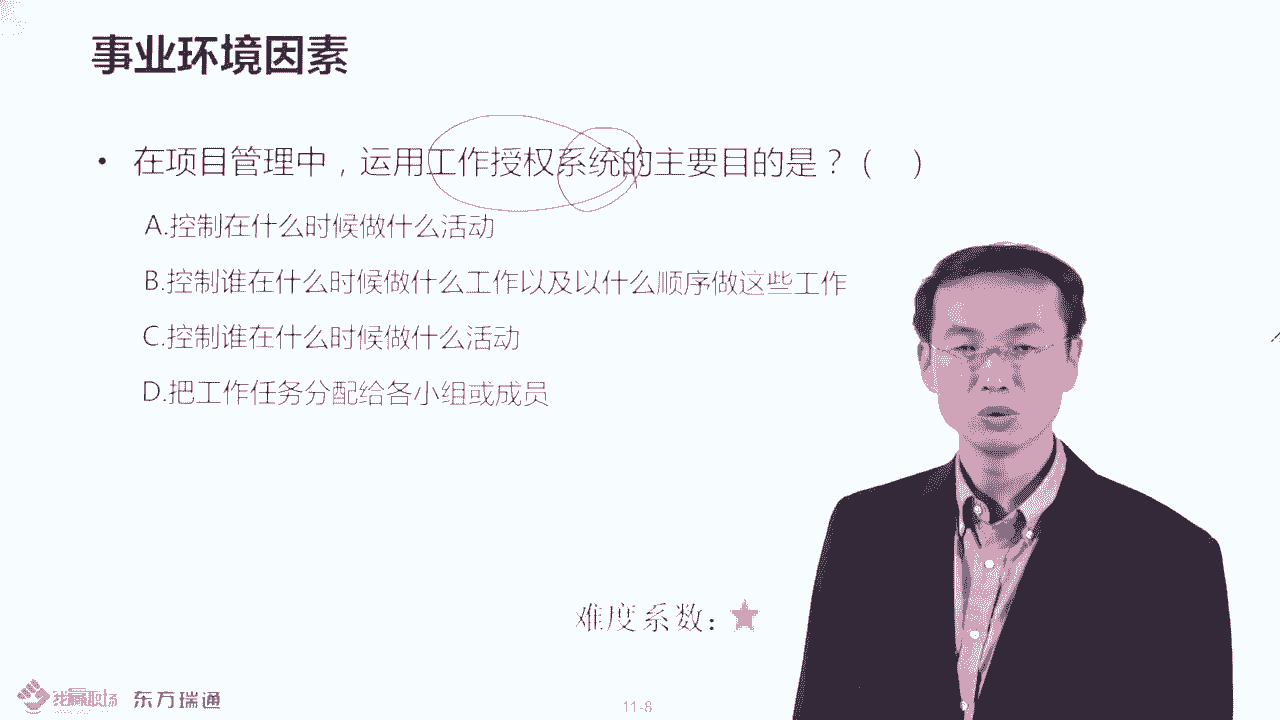 事业环境因素
• 在项目管理中，运用工作授权系统的主要目的是？（ ）
A.控制在什么时候做什么活动
B.控制谁在什么时候做什么工作以及以什么顺序做这些工作
C.控制谁在什么时候做什么活动
D.把工作任务分配给各小组或成员
难度系数：
东方瑞通
11-8